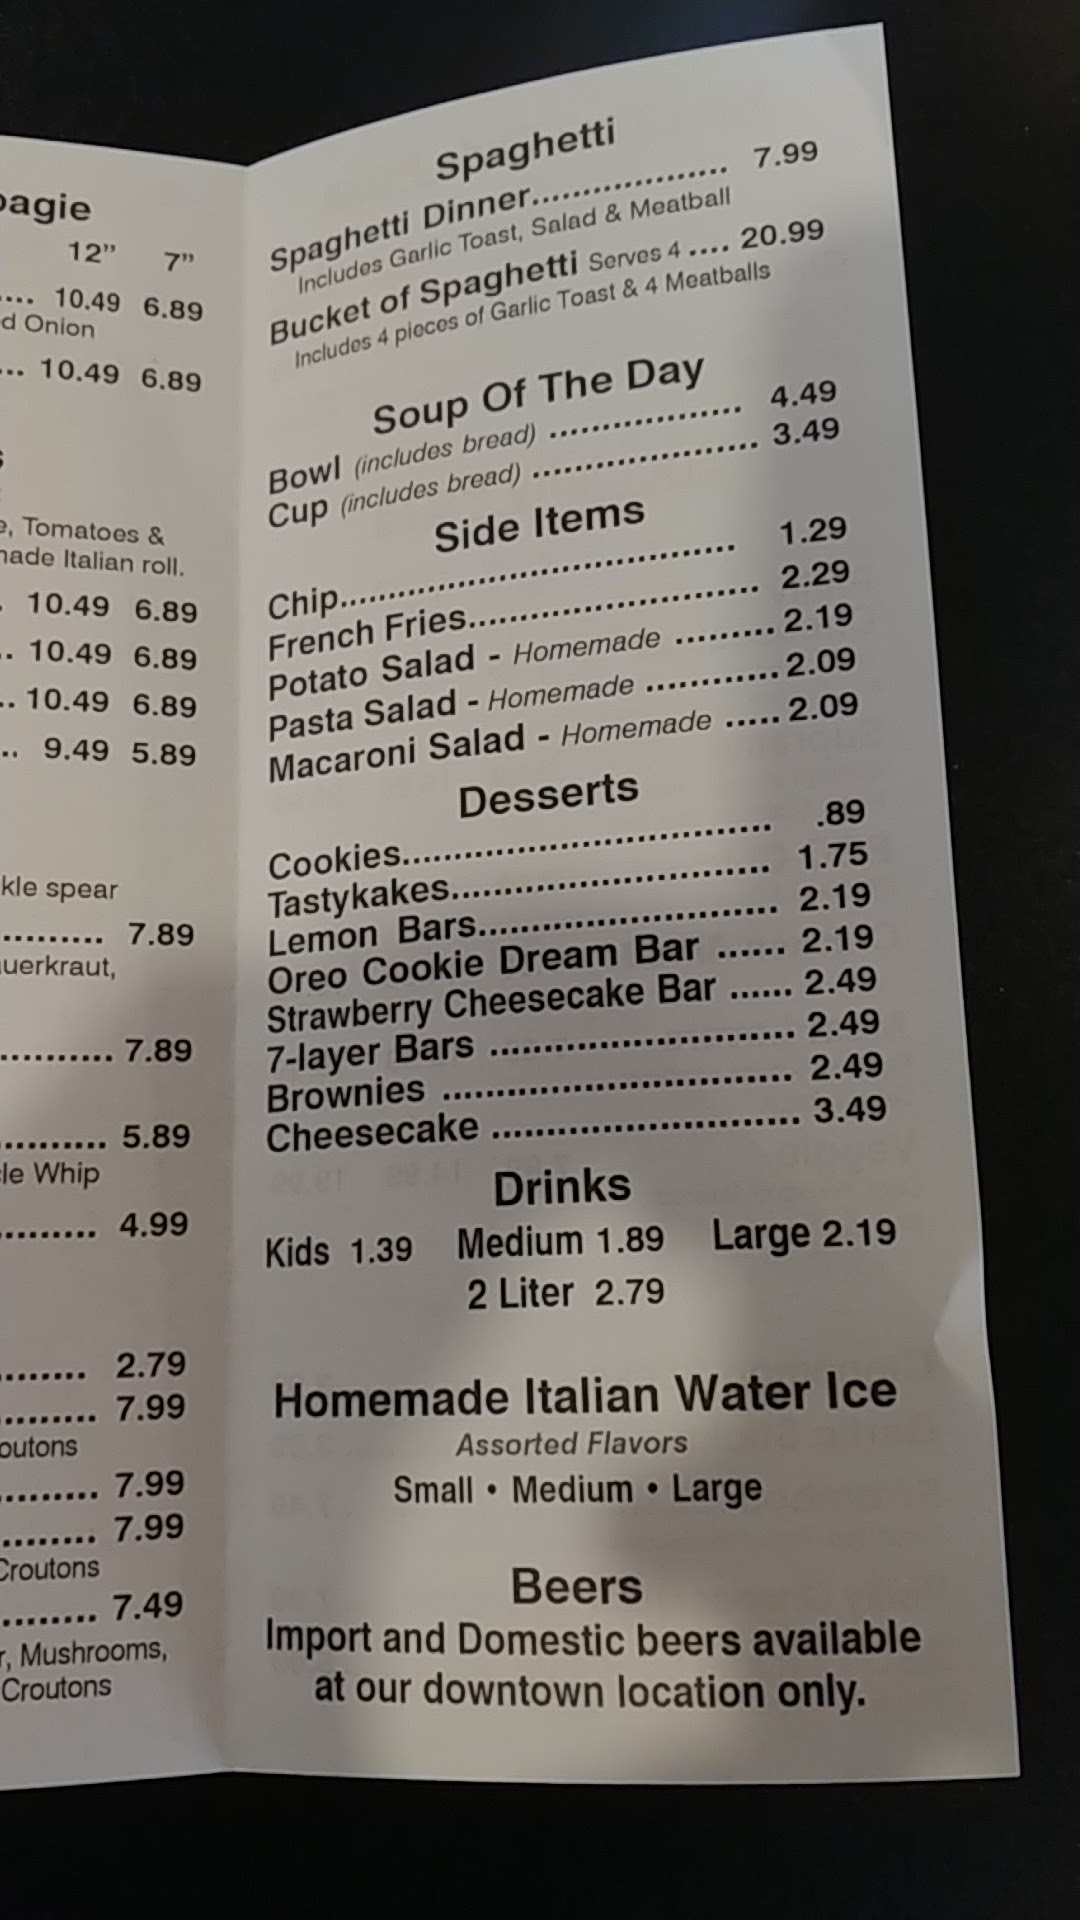 oagie
12" 7"
.... 10.49 6.89
d Onion
... 10.49 6.89
s
e, Tomatoes &
nade Italian roll.
. 10.49 6.89
.. 10.49 6.89
.. 10.49 6.89
.. 9.49 5.89
kle spear
.......... 7.89
uerkraut,
........... 7.89
.......... 5.89
cle Whip
.......... 4.99
........ 2.79
......... 7.99
outons
......... 7.99
......... 7.99
Croutons
......... 7.49
r, Mushrooms,
Croutons
Spaghetti
Spaghetti Dinner................... 7.99
Includes Garlic Toast, Salad & Meatball
Bucket of Spaghetti Serves 4 .... 20.99
Includes 4 pieces of Garlic Toast & 4 Meatballs
Soup Of The Day
Bowl (includes bread) .................. 4.49
Cup (includes bread) ..................... 3.49
Side Items
Chip..................................... 1.29
French Fries........................... 2.29
Potato Salad - Homemade ......... 2.19
Pasta Salad - Homemade ............ 2.09
Macaroni Salad - Homemade ..... 2.09
Desserts
Cookies................................... .89
Tastykakes.............................. 1.75
Lemon Bars............................ 2.19
Oreo Cookie Dream Bar ...... 2.19
Strawberry Cheesecake Bar ...... 2.49
7-layer Bars ............................ 2.49
Brownies ................................ 2.49
Cheesecake ............................ 3.49
Drinks
Kids 1.39 Medium 1.89 Large 2.19
2 Liter 2.79
Homemade Italian Water Ice
Assorted Flavors
Small • Medium • Large
Beers
Import and Domestic beers available
at our downtown location only.